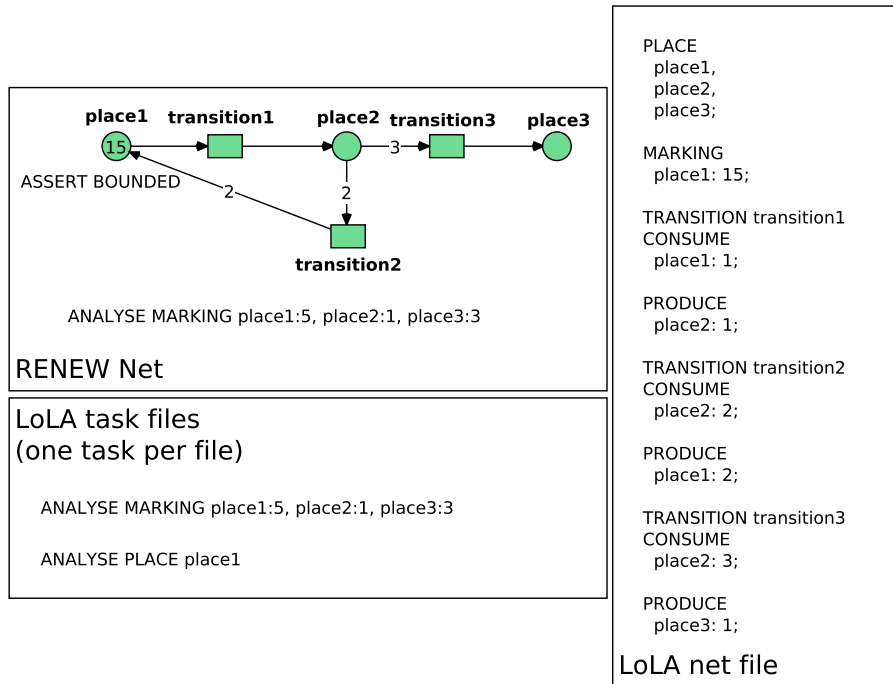 place1
transition1
place2
transition3
place3
15
3
ASSERT BOUNDED
2
2
transition2
ANALYSE MARKING place1:5, place2:1, place3:3
RENEW Net
LoLA task files
(one task per file)
ANALYSE MARKING place1:5, place2:1, place3:3
ANALYSE PLACE place1
PLACE
place1,
place2,
place3;
MARKING
place1: 15;
TRANSITION transition1
CONSUME
place1: 1;
PRODUCE
place2: 1;
TRANSITION transition2
CONSUME
place2: 2;
PRODUCE
place1: 2;
TRANSITION transition3
CONSUME
place2: 3;
PRODUCE
place3: 1;
LoLA net file